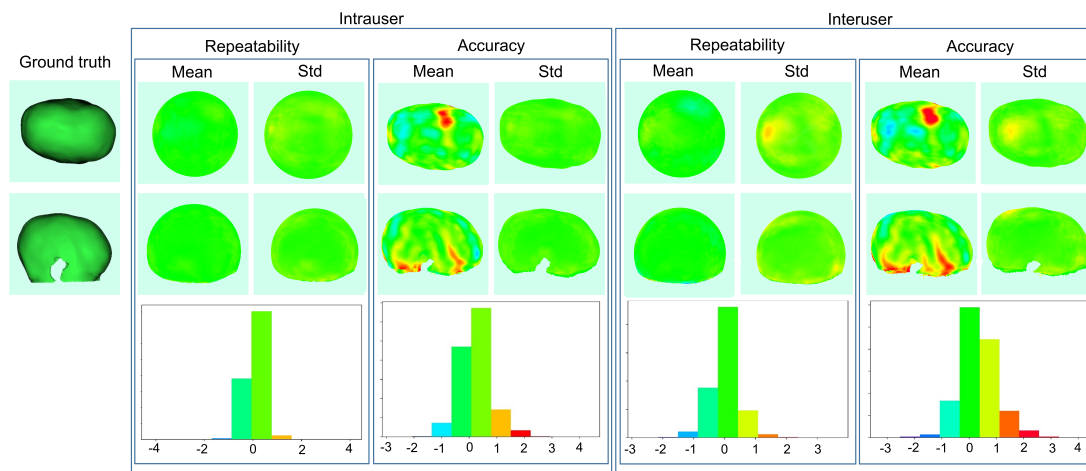 Intrauser
Interuser
Repeatability
Accuracy
Repeatability
Accuracy
Ground truth
Mean
Std
Mean
Std
Mean
Std
Mean
Std
-4 -2 0 2 4
-3 -2 -1 0 1 2 3 4
-3 -2 -1 0 1 2 3
-3 -2 -1 0 1 2 3 4